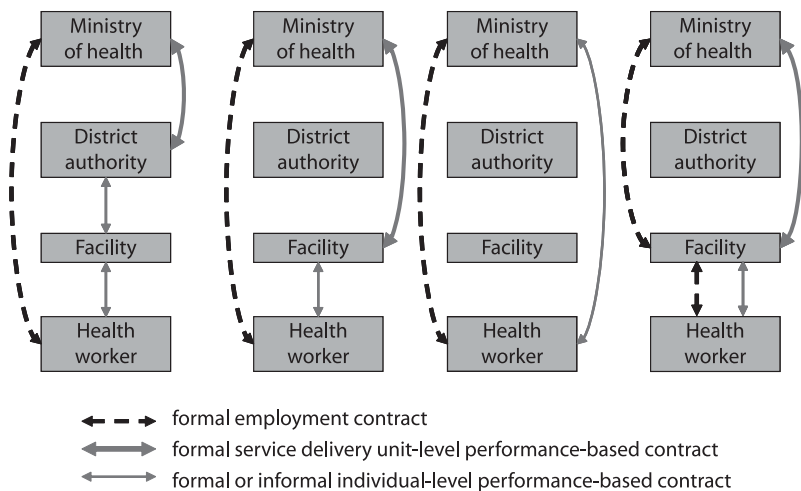 Ministry
of health
District
authority
Facility
Health
worker
Ministry
of health
District
authority
Facility
Health
worker
Ministry
of health
District
authority
Facility
Health
worker
Ministry
of health
District
authority
Facility
Health
worker
formal employment contract
formal service delivery unit-level performance-based contract
formal or informal individual-level performance-based contract